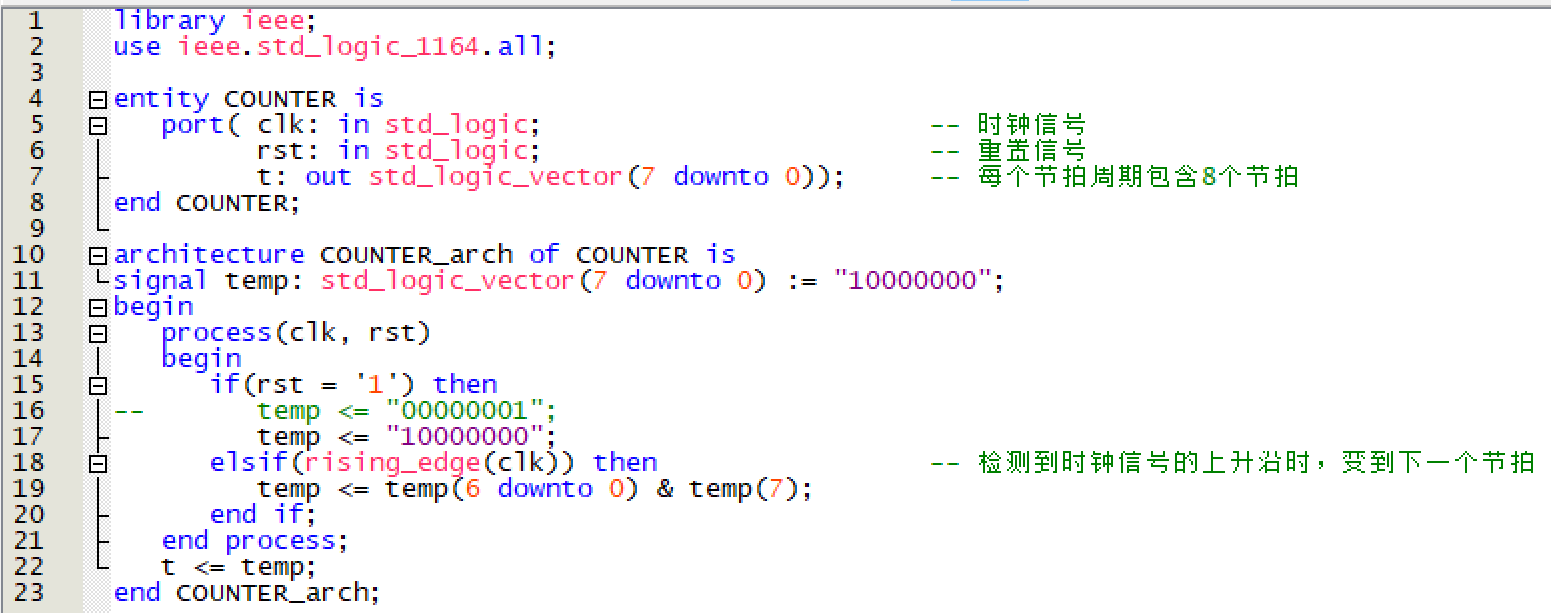 1 library ieee;
2 use ieee.std_logic_1164.all;
3
4 entity COUNTER is
5 port( clk: in std_logic; -- 时钟信号
6 rst: in std_logic; -- 重置信号
7 t: out std_logic_vector(7 downto 0)); -- 每个节拍周期包含8个节拍
8 end COUNTER;
9
10 architecture COUNTER_arch of COUNTER is
11 signal temp: std_logic_vector(7 downto 0) := "10000000";
12 begin
13 process(clk, rst)
14 begin
15 if(rst = '1') then
16 -- temp <= "00000001";
17 temp <= "10000000";
18 elsif(rising_edge(clk)) then -- 检测到时钟信号的上升沿时，变到下一个节拍
19 temp <= temp(6 downto 0) & temp(7);
20 end if;
21 end process;
22 t <= temp;
23 end COUNTER_arch;